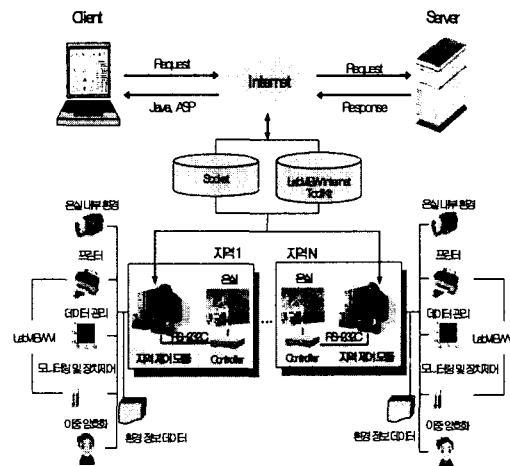 Client
Server
Request
Internet
Request
Java, ASP
Response
Socket
LabVIEW Internet
Toolkit
온실 내부 환경
온실 내부 환경
지역 1
지역 N
프린터
프린터
온실
온실
데이터 관리
데이터 관리
LabVIEW VI
LabVIEW VI
RS-232C
RS-232C
...
지역 제어 모듈
Controller
Controller
지역 제어 모듈
모니터링 및 장치제어
모니터링 및 장치제어
이중 암호화
환경 정보 데이터
환경 정보 데이터
이중 암호화